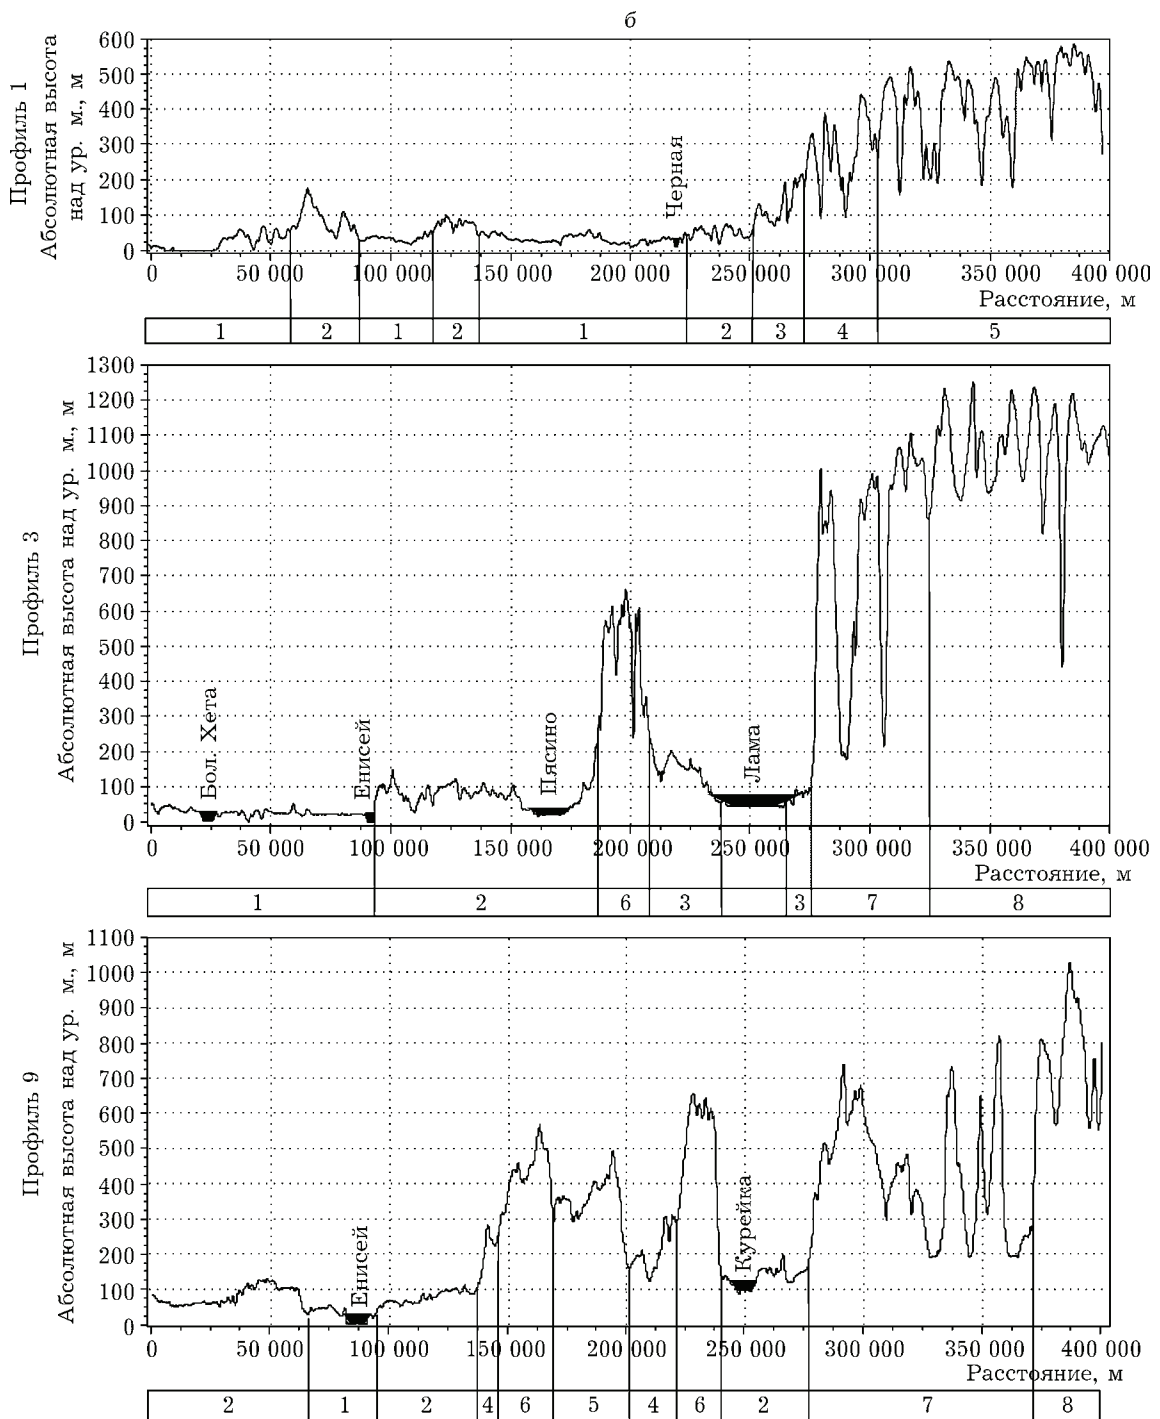 б
Профиль 1
Абсолютная высота
над ур. м., м
600
500
400
300
200
100
0
Черная
0 50 000 100 000 150 000 200 000 250 000 300 000 350 000 400 000
Расстояние, м
1 2 1 2 1 2 3 4 5
Профиль 3
Абсолютная высота над ур. м., м
1300
1200
1100
1000
900
800
700
600
500
400
300
200
100
0
Бол. Хета
Енисей
Пясино
Лама
0 50 000 100 000 150 000 200 000 250 000 300 000 350 000 400 000
Расстояние, м
1 2 6 3 3 7 8
Профиль 9
Абсолютная высота над ур. м., м
1100
1000
900
800
700
600
500
400
300
200
100
0
Енисей
Курейка
0 50 000 100 000 150 000 200 000 250 000 300 000 350 000 400 000
Расстояние, м
2 1 2 4 6 5 4 6 2 7 8